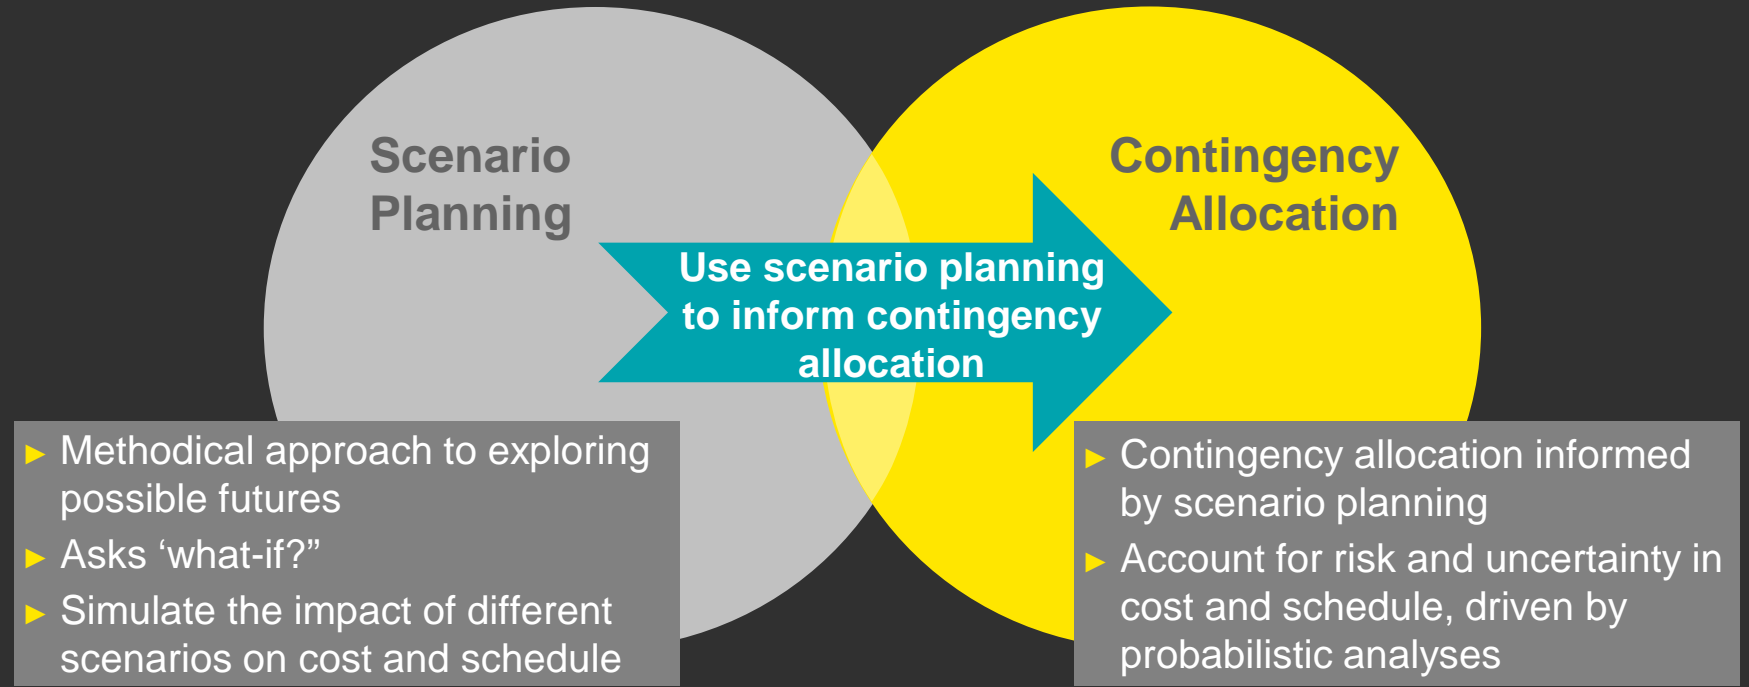 Scenario
Planning
Contingency
Allocation
Use scenario planning
to inform contingency
allocation
► Methodical approach to exploring
possible futures
► Asks ‘what-if?”
► Simulate the impact of different
scenarios on cost and schedule
► Contingency allocation informed
by scenario planning
► Account for risk and uncertainty in
cost and schedule, driven by
probabilistic analyses